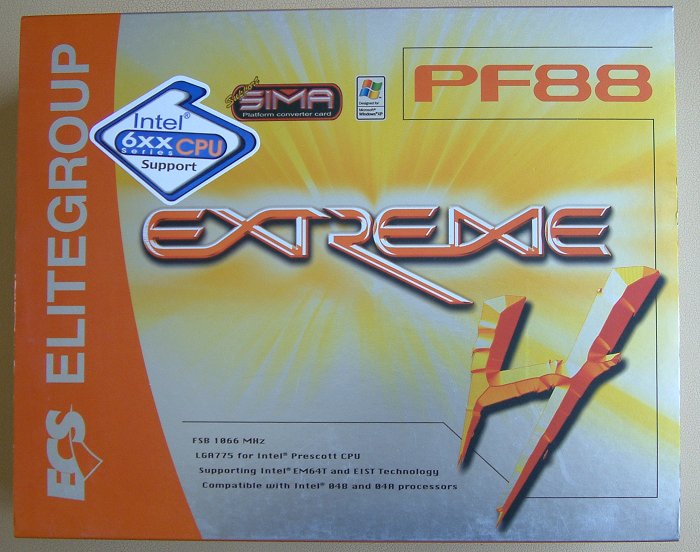 ECS ELITEGROUP
Intel®
6xx CPU
Series
Support
Support
SIMA
Platform converter card
Designed for
Microsoft®
Windows®XP
PF88
EXTREME
4
FSB 1066 MHz
LGA775 for Intel® Prescott CPU
Supporting Intel® EM64T and EIST Technology
Compatible with Intel® 04B and 04A processors